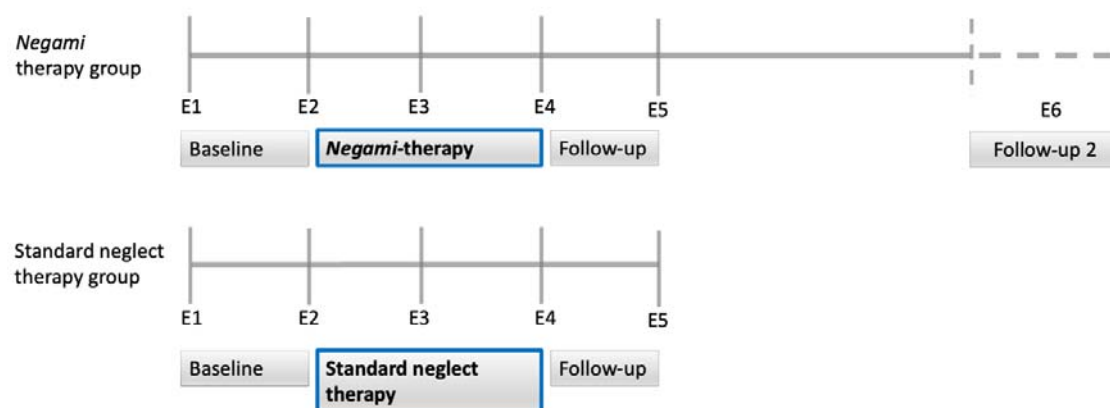 Negami
therapy group
E1 E2 E3 E4 E5 E6
Baseline Negami-therapy Follow-up Follow-up 2
Standard neglect
therapy group
E1 E2 E3 E4 E5
Baseline Standard neglect
therapy Follow-up